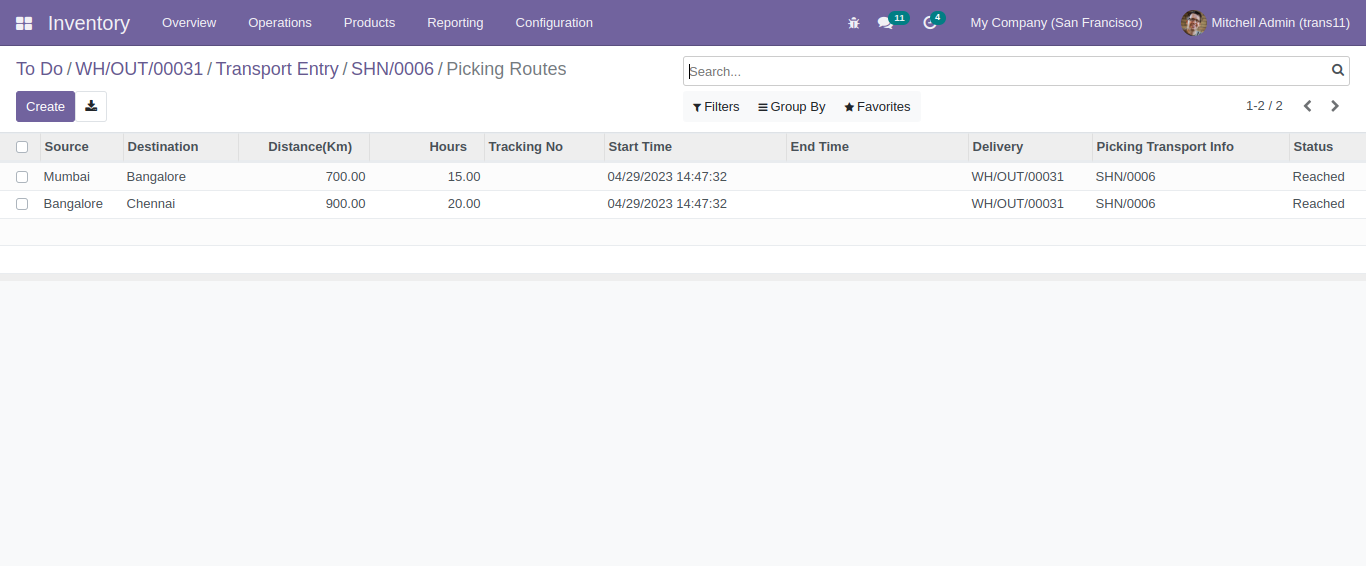 Inventory Overview Operations Products Reporting Configuration 11 4 My Company (San Francisco) Mitchell Admin (trans11)
To Do / WH/OUT/00031 / Transport Entry / SHN/0006 / Picking Routes Search...
Create Filters Group By Favorites 1-2 / 2
Source Destination Distance(Km) Hours Tracking No Start Time End Time Delivery Picking Transport Info Status
Mumbai Bangalore 700.00 15.00 04/29/2023 14:47:32 WH/OUT/00031 SHN/0006 Reached
Bangalore Chennai 900.00 20.00 04/29/2023 14:47:32 WH/OUT/00031 SHN/0006 Reached